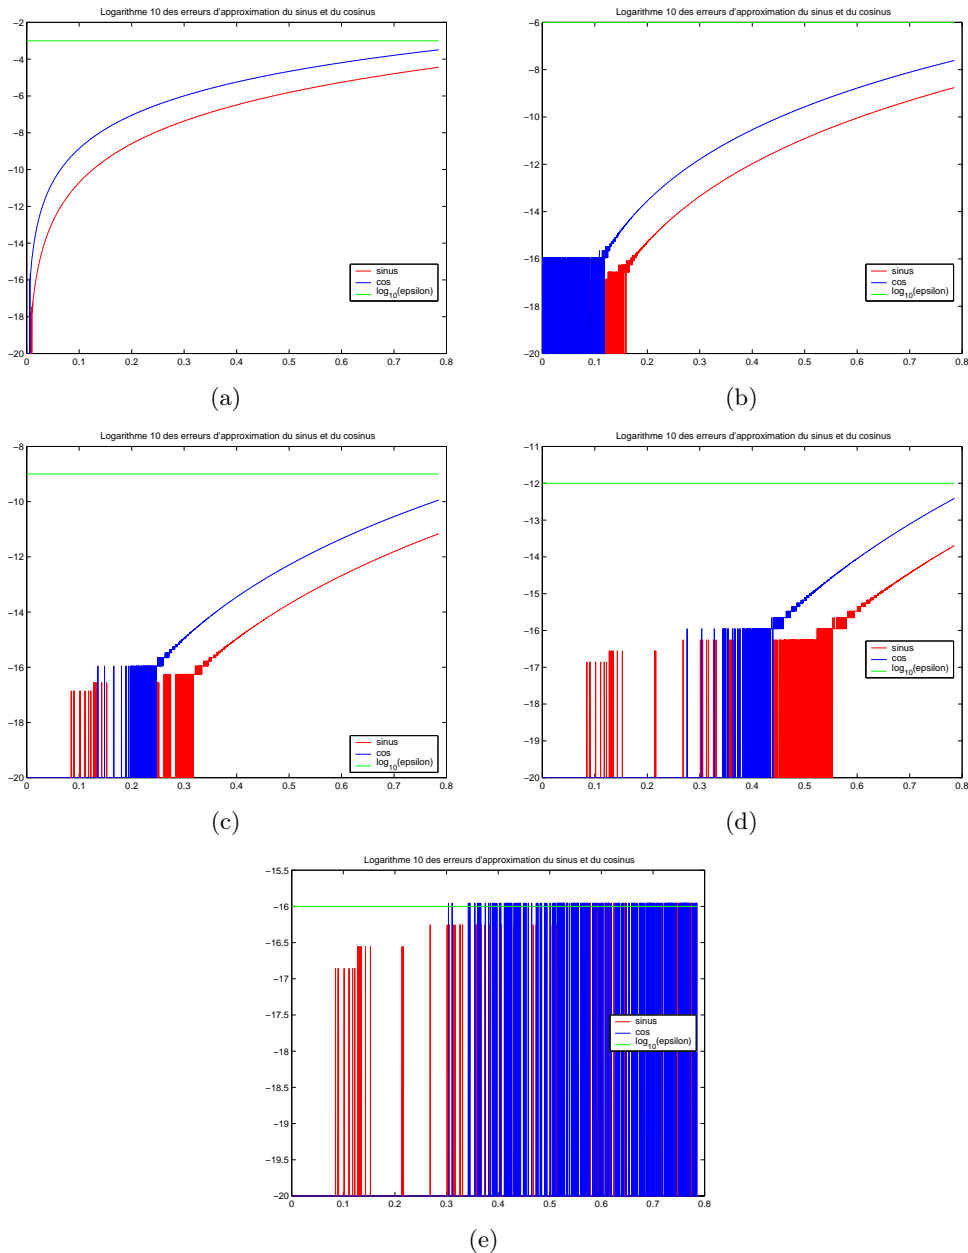 Logarithme 10 des erreurs d'approximation du sinus et du cosinus
−2
−4
−6
−8
−10
−12
−14
−16
−18
−20
0 0.1 0.2 0.3 0.4 0.5 0.6 0.7 0.8
sinus
cos
log10(epsilon)
(a)
Logarithme 10 des erreurs d'approximation du sinus et du cosinus
−6
−8
−10
−12
−14
−16
−18
−20
0 0.1 0.2 0.3 0.4 0.5 0.6 0.7 0.8
sinus
cos
log10(epsilon)
(b)
Logarithme 10 des erreurs d'approximation du sinus et du cosinus
−8
−10
−12
−14
−16
−18
−20
0 0.1 0.2 0.3 0.4 0.5 0.6 0.7 0.8
sinus
cos
log10(epsilon)
(c)
Logarithme 10 des erreurs d'approximation du sinus et du cosinus
−11
−12
−13
−14
−15
−16
−17
−18
−19
−20
0 0.1 0.2 0.3 0.4 0.5 0.6 0.7 0.8
sinus
cos
log10(epsilon)
(d)
Logarithme 10 des erreurs d'approximation du sinus et du cosinus
−15.5
−16
−16.5
−17
−17.5
−18
−18.5
−19
−19.5
−20
0 0.1 0.2 0.3 0.4 0.5 0.6 0.7 0.8
sinus
cos
log10(epsilon)
(e)